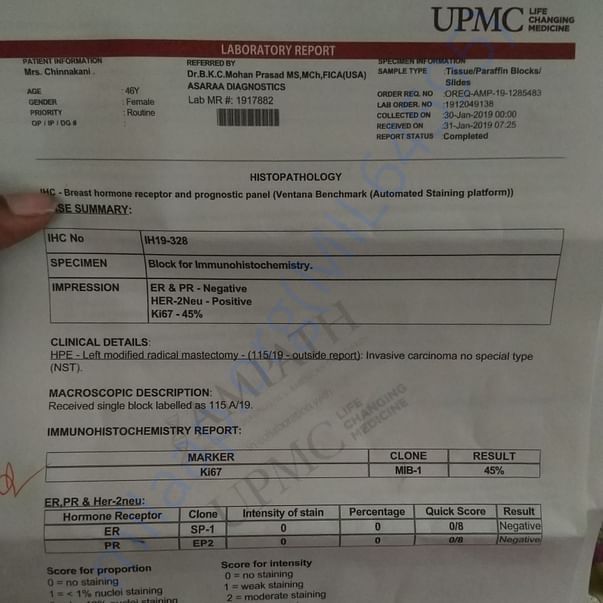 UPMC LIFE CHANGING MEDICINE
LABORATORY REPORT
PATIENT INFORMATION
Mrs. Chinnakani .
AGE : 46Y
GENDER : Female
PRIORITY : Routine
OP / IP / DG # :
REFERRED BY
Dr.B.K.C.Mohan Prasad MS,MCh,FICA(USA)
ASARAA DIAGNOSTICS
Lab MR #: 1917882
SPECIMEN INFORMATION
SAMPLE TYPE :Tissue/Paraffin Blocks/
Slides
ORDER REQ. NO :OREQ-AMP-19-1285483
LAB ORDER. NO :1912049138
COLLECTED ON :30-Jan-2019 00:00
RECEIVED ON :31-Jan-2019 07:25
REPORT STATUS :Completed
HISTOPATHOLOGY
IHC - Breast hormone receptor and prognostic panel (Ventana Benchmark (Automated Staining platform))
SE SUMMARY:
IHC No IH19-328
SPECIMEN Block for Immunohistochemistry.
IMPRESSION ER & PR - Negative
HER-2Neu - Positive
Ki67 - 45%
CLINICAL DETAILS:
HPE - Left modified radical mastectomy - (115/19 - outside report): Invasive carcinoma no special type
(NST).
MACROSCOPIC DESCRIPTION:
Received single block labelled as 115 A/19.
IMMUNOHISTOCHEMISTRY REPORT:
MARKER CLONE RESULT
Ki67 MIB-1 45%
ER,PR & Her-2neu:
Hormone Receptor Clone Intensity of stain Percentage Quick Score Result
ER SP-1 0 0 0/8 Negative
PR EP2 0 0 0/8 Negative
Score for proportion
0 = no staining
1 = < 1% nuclei staining
Score for intensity
0 = no staining
1 = weak staining
2 = moderate staining
UPMC LIFE CHANGING MEDICINE